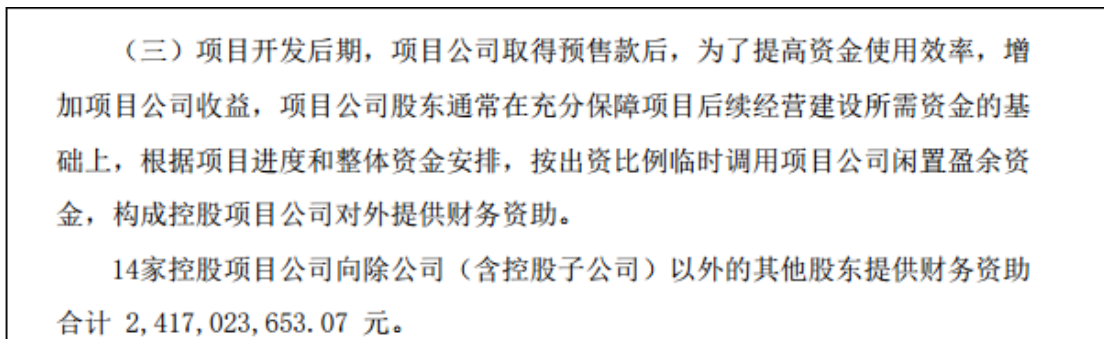 （三）项目开发后期，项目公司取得预售款后，为了提高资金使用效率，增
加项目公司收益，项目公司股东通常在充分保障项目后续经营建设所需资金的基
础上，根据项目进度和整体资金安排，按出资比例临时调用项目公司闲置盈余资
金，构成控股项目公司对外提供财务资助。
14家控股项目公司向除公司（含控股子公司）以外的其他股东提供财务资助
合计 2,417,023,653.07 元。